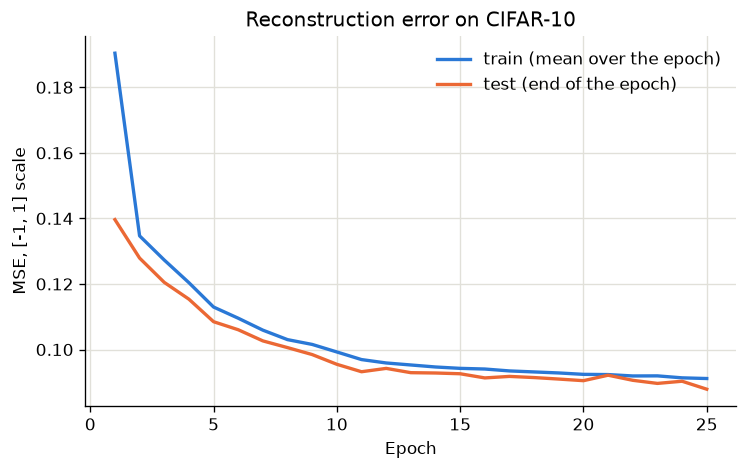 Reconstruction error on CIFAR-10
train (mean over the epoch)
test (end of the epoch)
MSE, [-1, 1] scale
0.18
0.16
0.14
0.12
0.10
0
5
10
15
20
25
Epoch